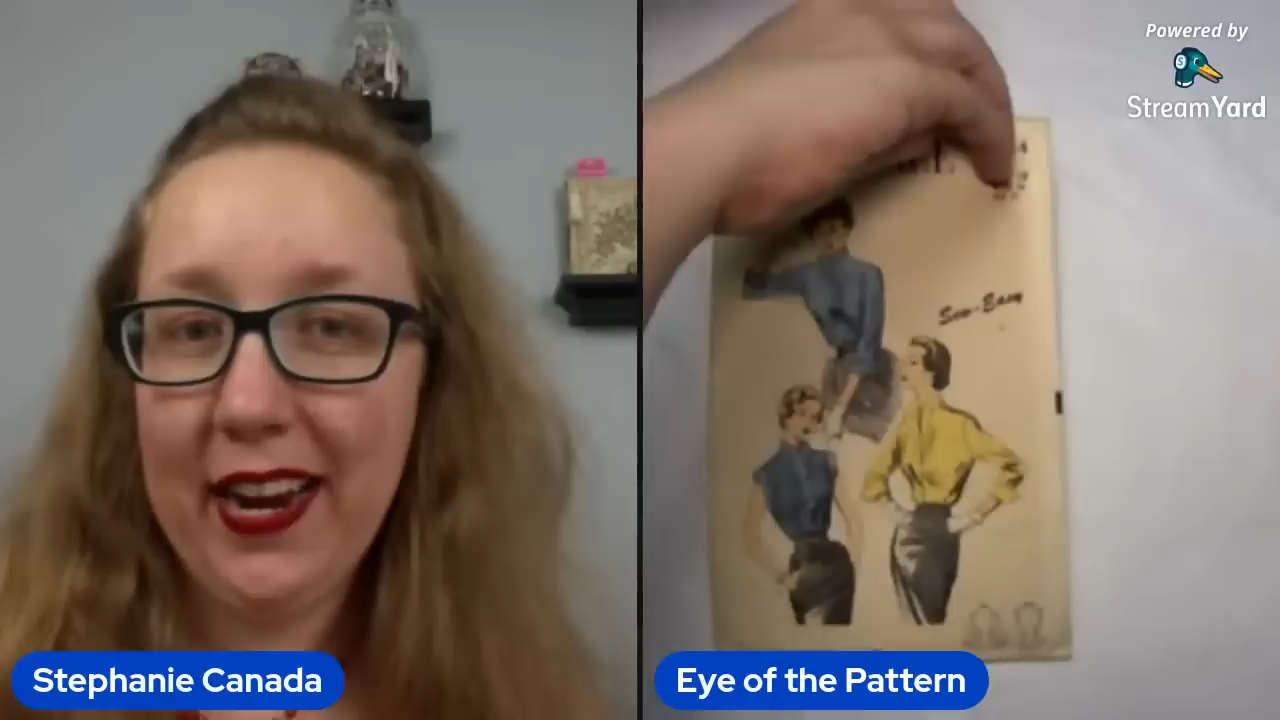 Powered by
StreamYard
Sew-Easy
Stephanie Canada
Eye of the Pattern